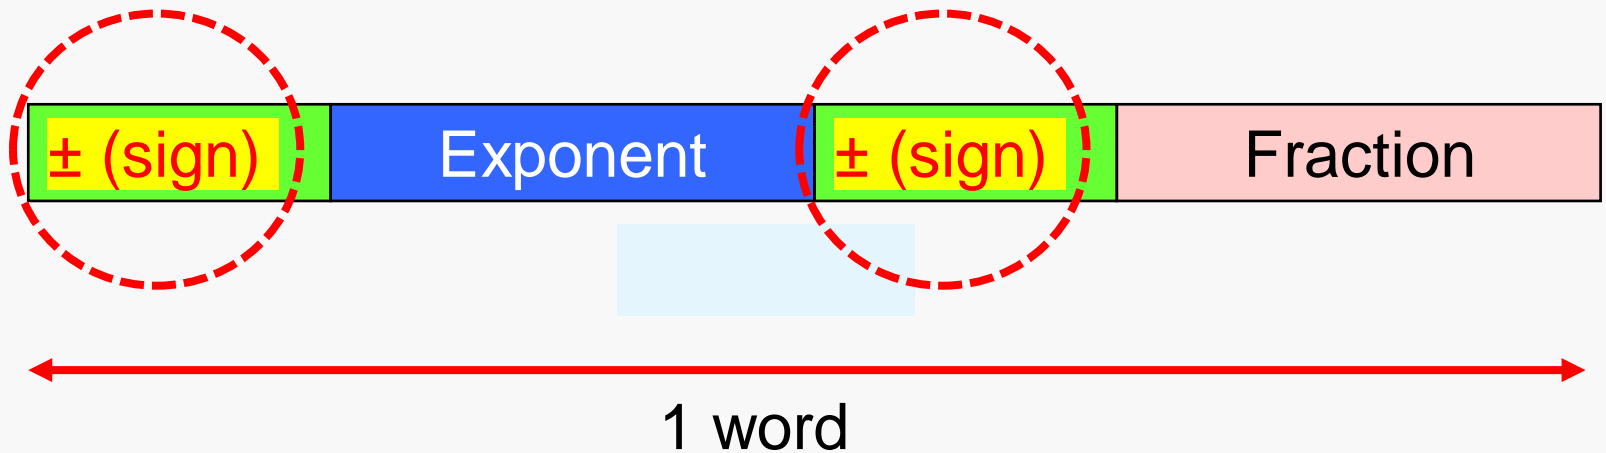 ± (sign) Exponent ± (sign) Fraction
1 word